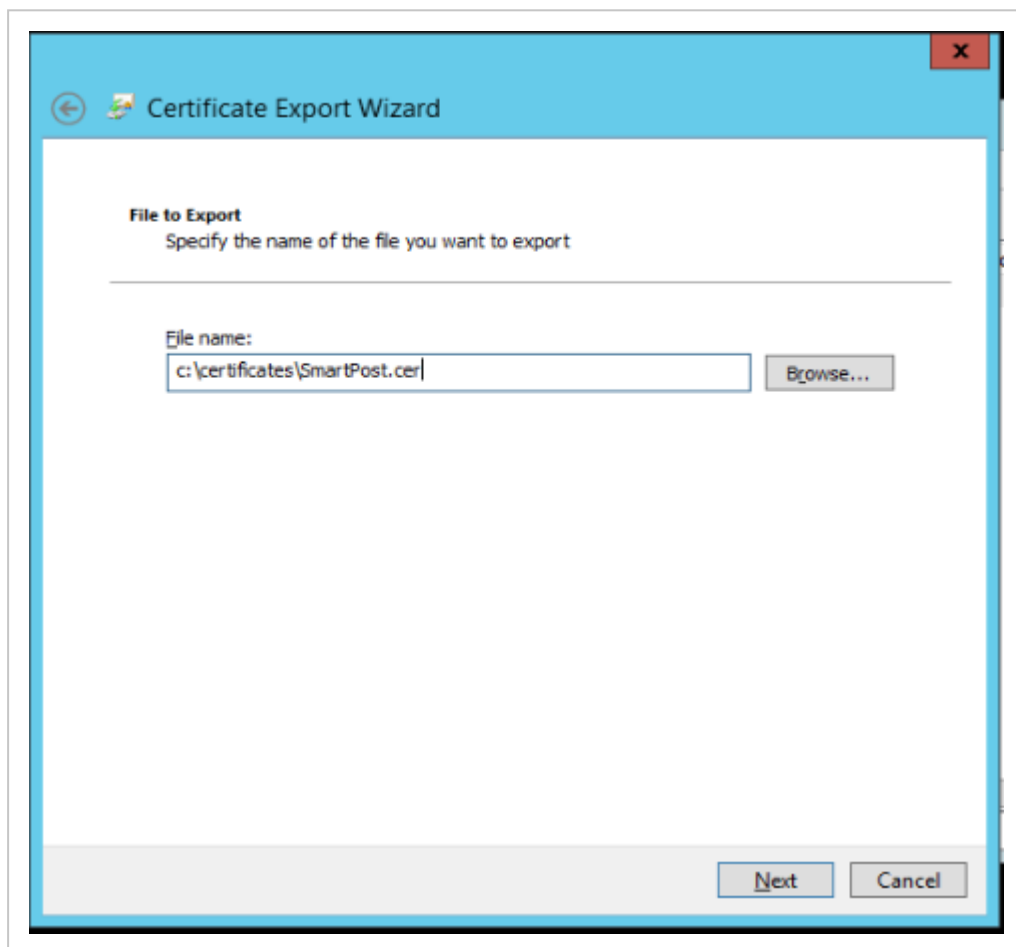 x
Certificate Export Wizard
File to Export
Specify the name of the file you want to export
File name:
c:\certificates\SmartPost.cer
Browse...
Next
Cancel